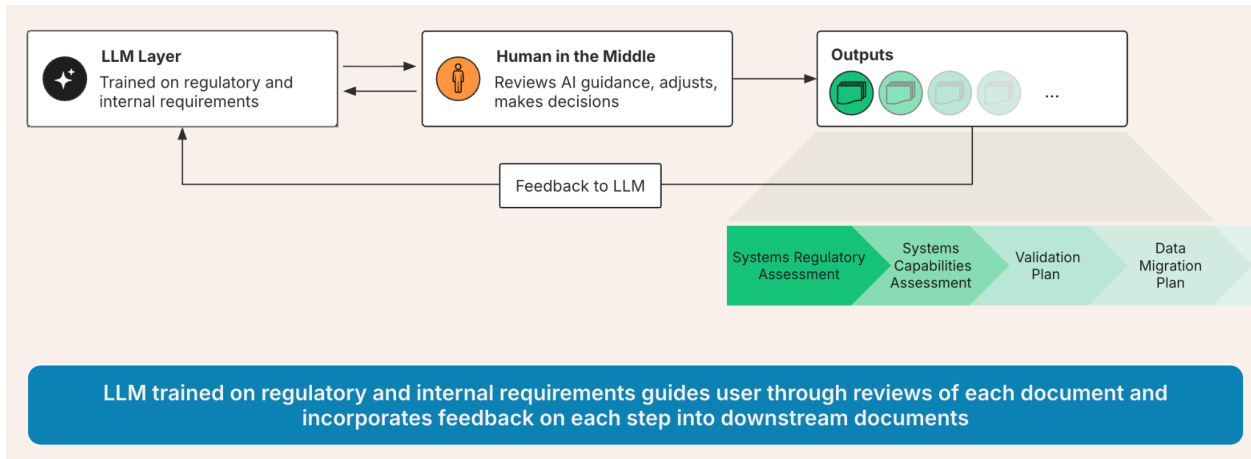 LLM Layer
Trained on regulatory and
internal requirements
Human in the Middle
Reviews AI guidance, adjusts,
makes decisions
Outputs
...
Feedback to LLM
Systems Regulatory
Assessment
Systems
Capabilities
Assessment
Validation
Plan
Data
Migration
Plan
LLM trained on regulatory and internal requirements guides user through reviews of each document and
incorporates feedback on each step into downstream documents